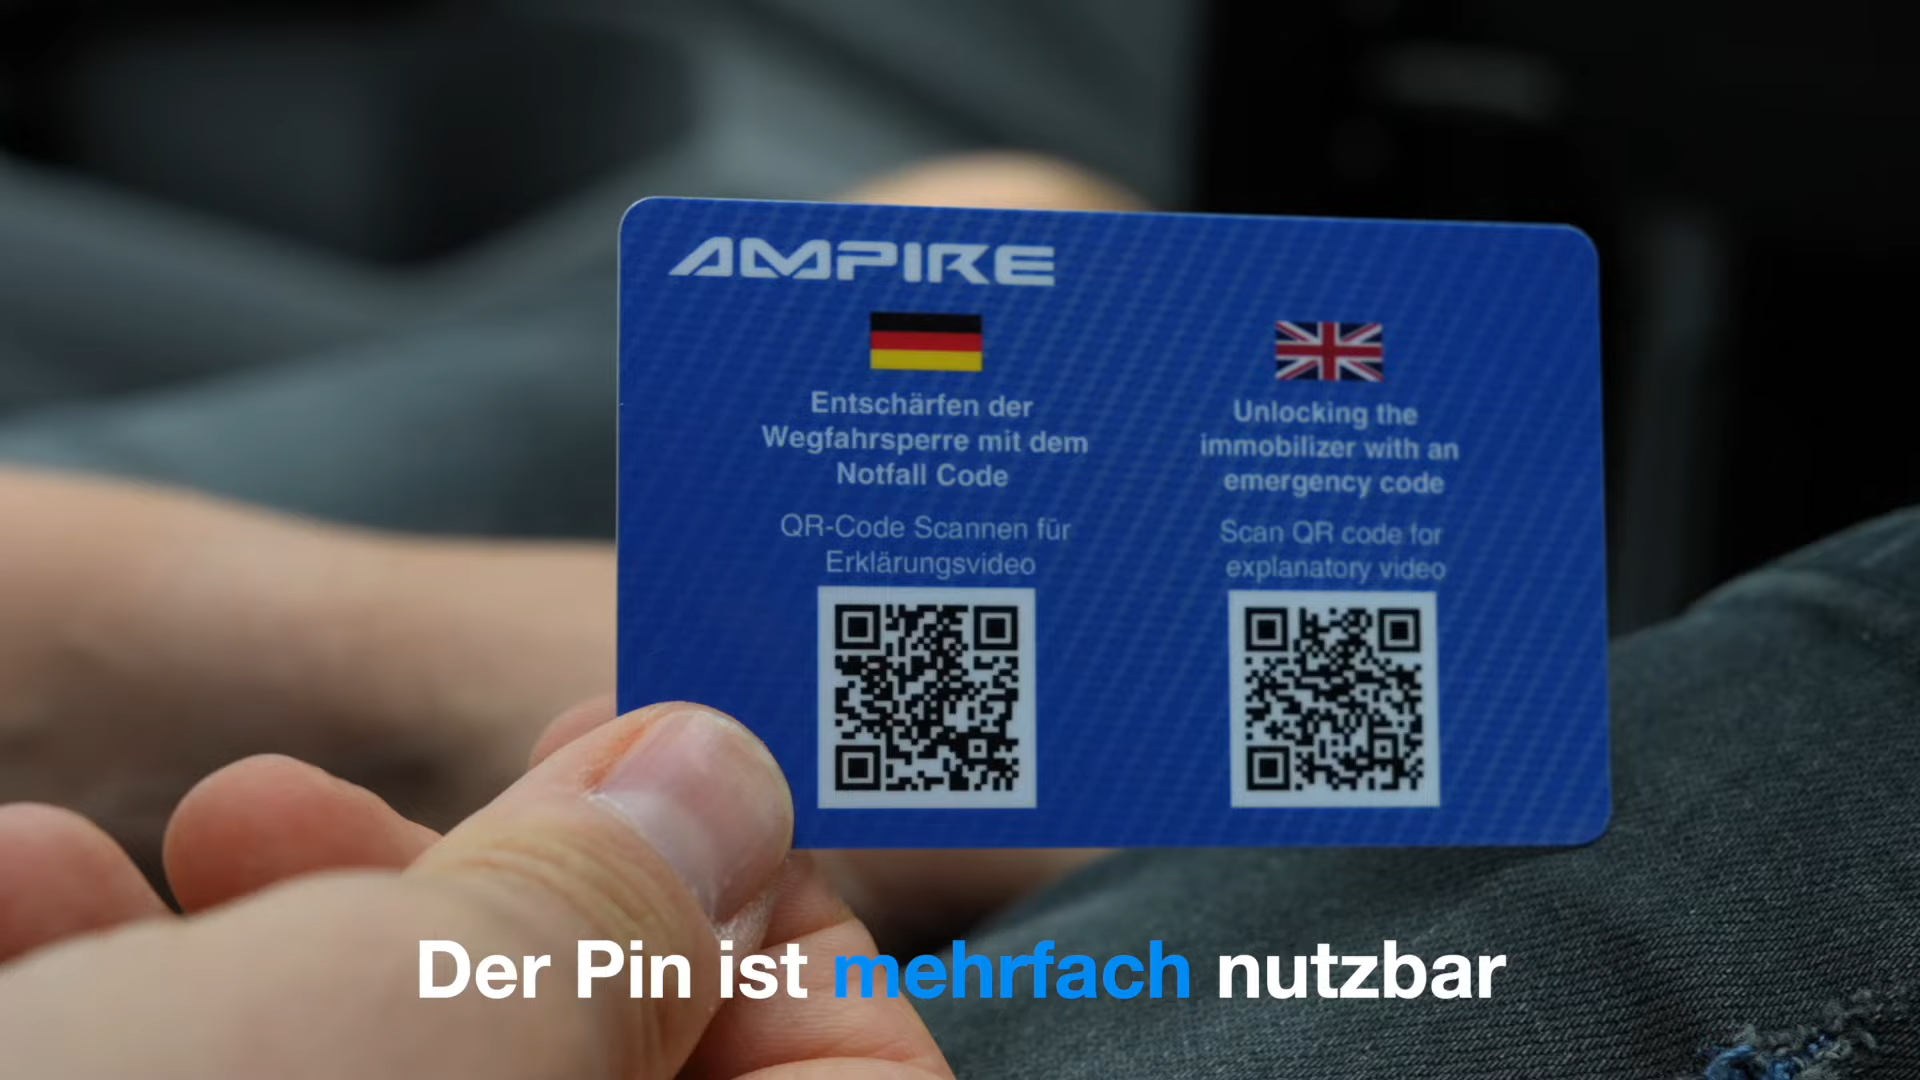 AMPIRE
Entschärfen der
Wegfahrsperre mit dem
Notfall Code
QR-Code Scannen für
Erklärungsvideo
Unlocking the
immobilizer with an
emergency code
Scan QR code for
explanatory video
Der Pin ist mehrfach nutzbar